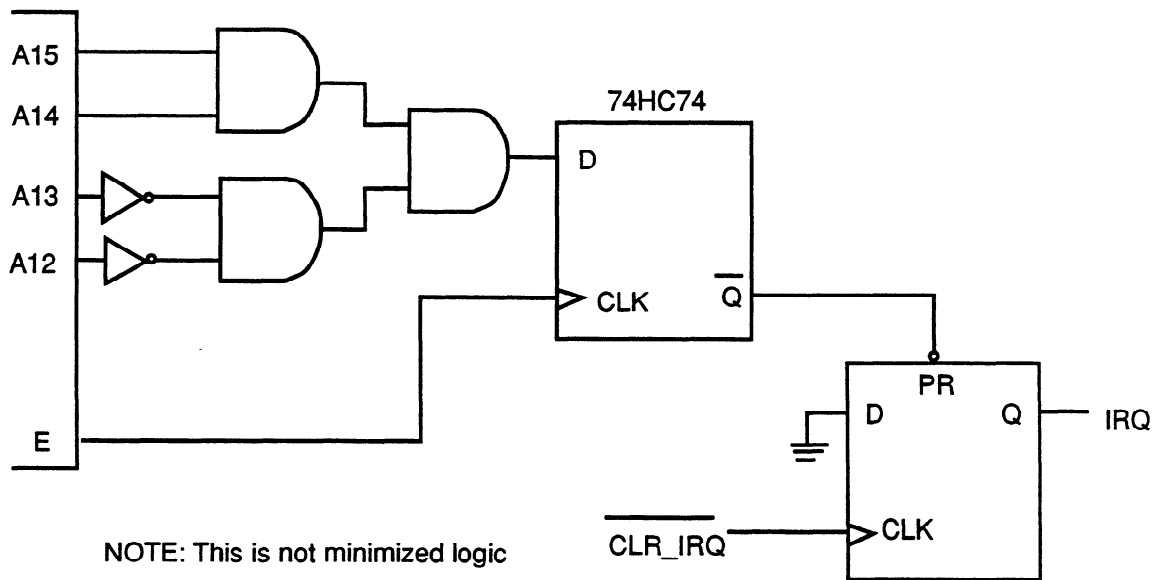 A15
A14
A13
A12
E
74HC74
D
CLK
Q
PR
D
Q
IRQ
CLR_IRQ
CLK
NOTE: This is not minimized logic